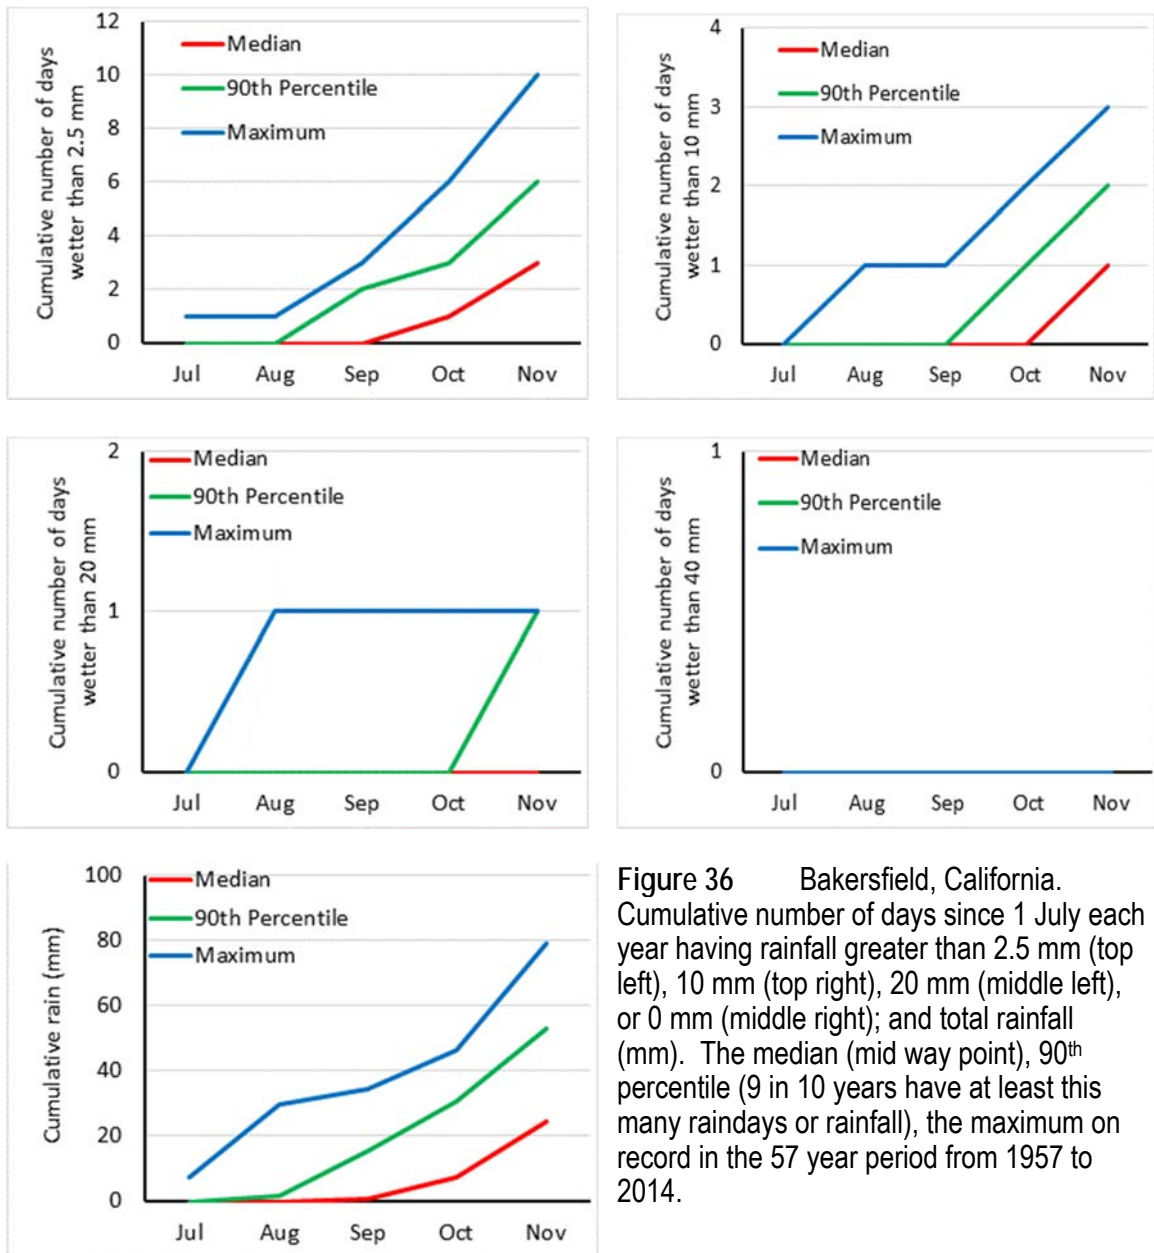 Cumulative number of days
wetter than 2.5 mm
12
10
8
6
4
2
0
Median
90th Percentile
Maximum
Jul Aug Sep Oct Nov
Cumulative number of days
wetter than 10 mm
4
3
2
1
0
Median
90th Percentile
Maximum
Jul Aug Sep Oct Nov
Cumulative number of days
wetter than 20 mm
2
1
0
Median
90th Percentile
Maximum
Jul Aug Sep Oct Nov
Cumulative number of days
wetter than 40 mm
1
0
Median
90th Percentile
Maximum
Jul Aug Sep Oct Nov
Cumulative rain (mm)
100
80
60
40
20
0
Median
90th Percentile
Maximum
Jul Aug Sep Oct Nov
Figure 36 Bakersfield, California.
Cumulative number of days since 1 July each
year having rainfall greater than 2.5 mm (top
left), 10 mm (top right), 20 mm (middle left),
or 0 mm (middle right); and total rainfall
(mm). The median (mid way point), 90th
percentile (9 in 10 years have at least this
many raindays or rainfall), the maximum on
record in the 57 year period from 1957 to
2014.